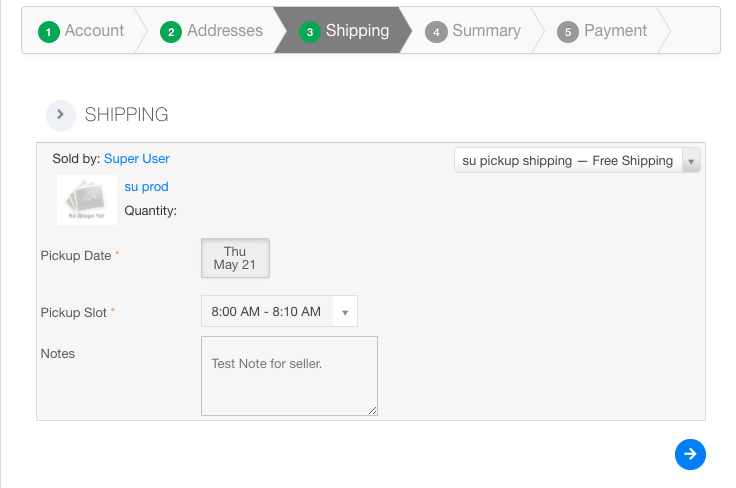 1 Account 2 Addresses 3 Shipping 4 Summary 5 Payment
SHIPPING
Sold by: Super User
su pickup shipping — Free Shipping
su prod
No Image Yet
Quantity:
Pickup Date *
Thu
May 21
Pickup Slot *
8:00 AM - 8:10 AM
Notes
Test Note for seller.